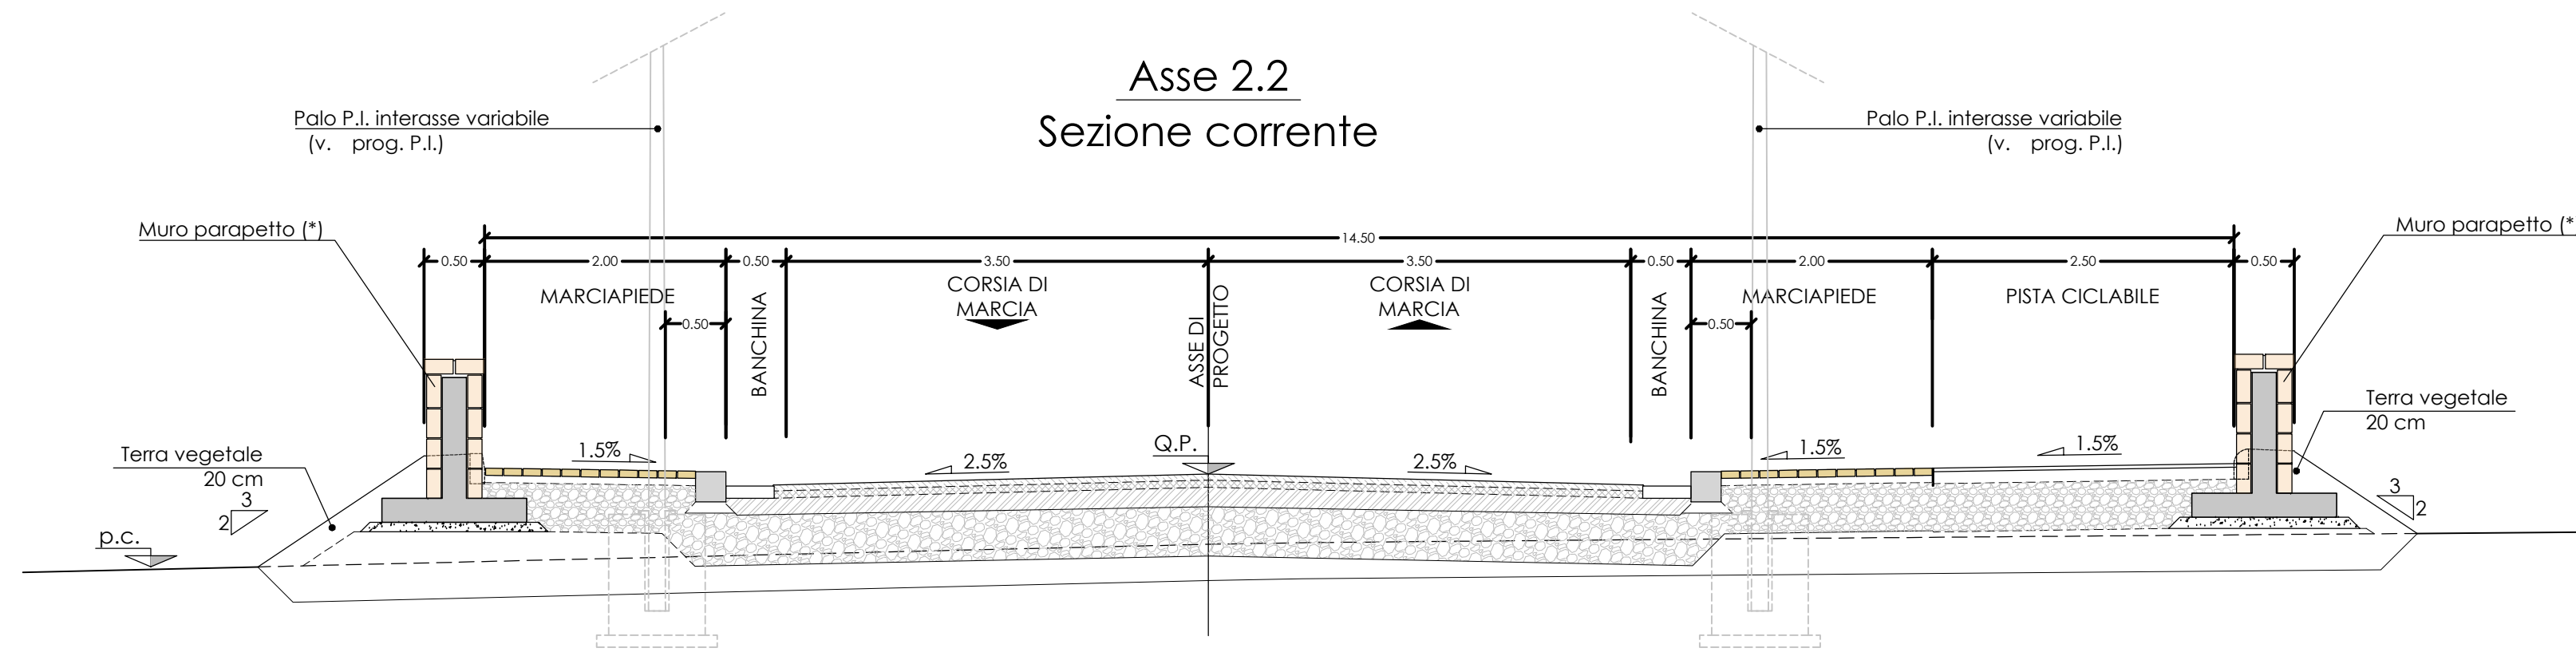 Asse 2.2
Sezione corrente
Palo P.I. interasse variabile
(v. prog. P.I.)
Palo P.I. interasse variabile
(v. prog. P.I.)
Muro parapetto (*)
Muro parapetto (*
14.50
0.50 2.00 0.50 3.50 3.50 0.50 2.00 2.50 0.50
MARCIAPIEDE
BANCHINA
CORSIA DI
MARCIA
ASSE DI
PROGETTO
CORSIA DI
MARCIA
BANCHINA
MARCIAPIEDE
PISTA CICLABILE
0.50
0.50
Terra vegetale
20 cm
Terra vegetale
20 cm
1.5%
2.5%
Q.P.
2.5%
1.5%
1.5%
3
2
3
2
p.c.